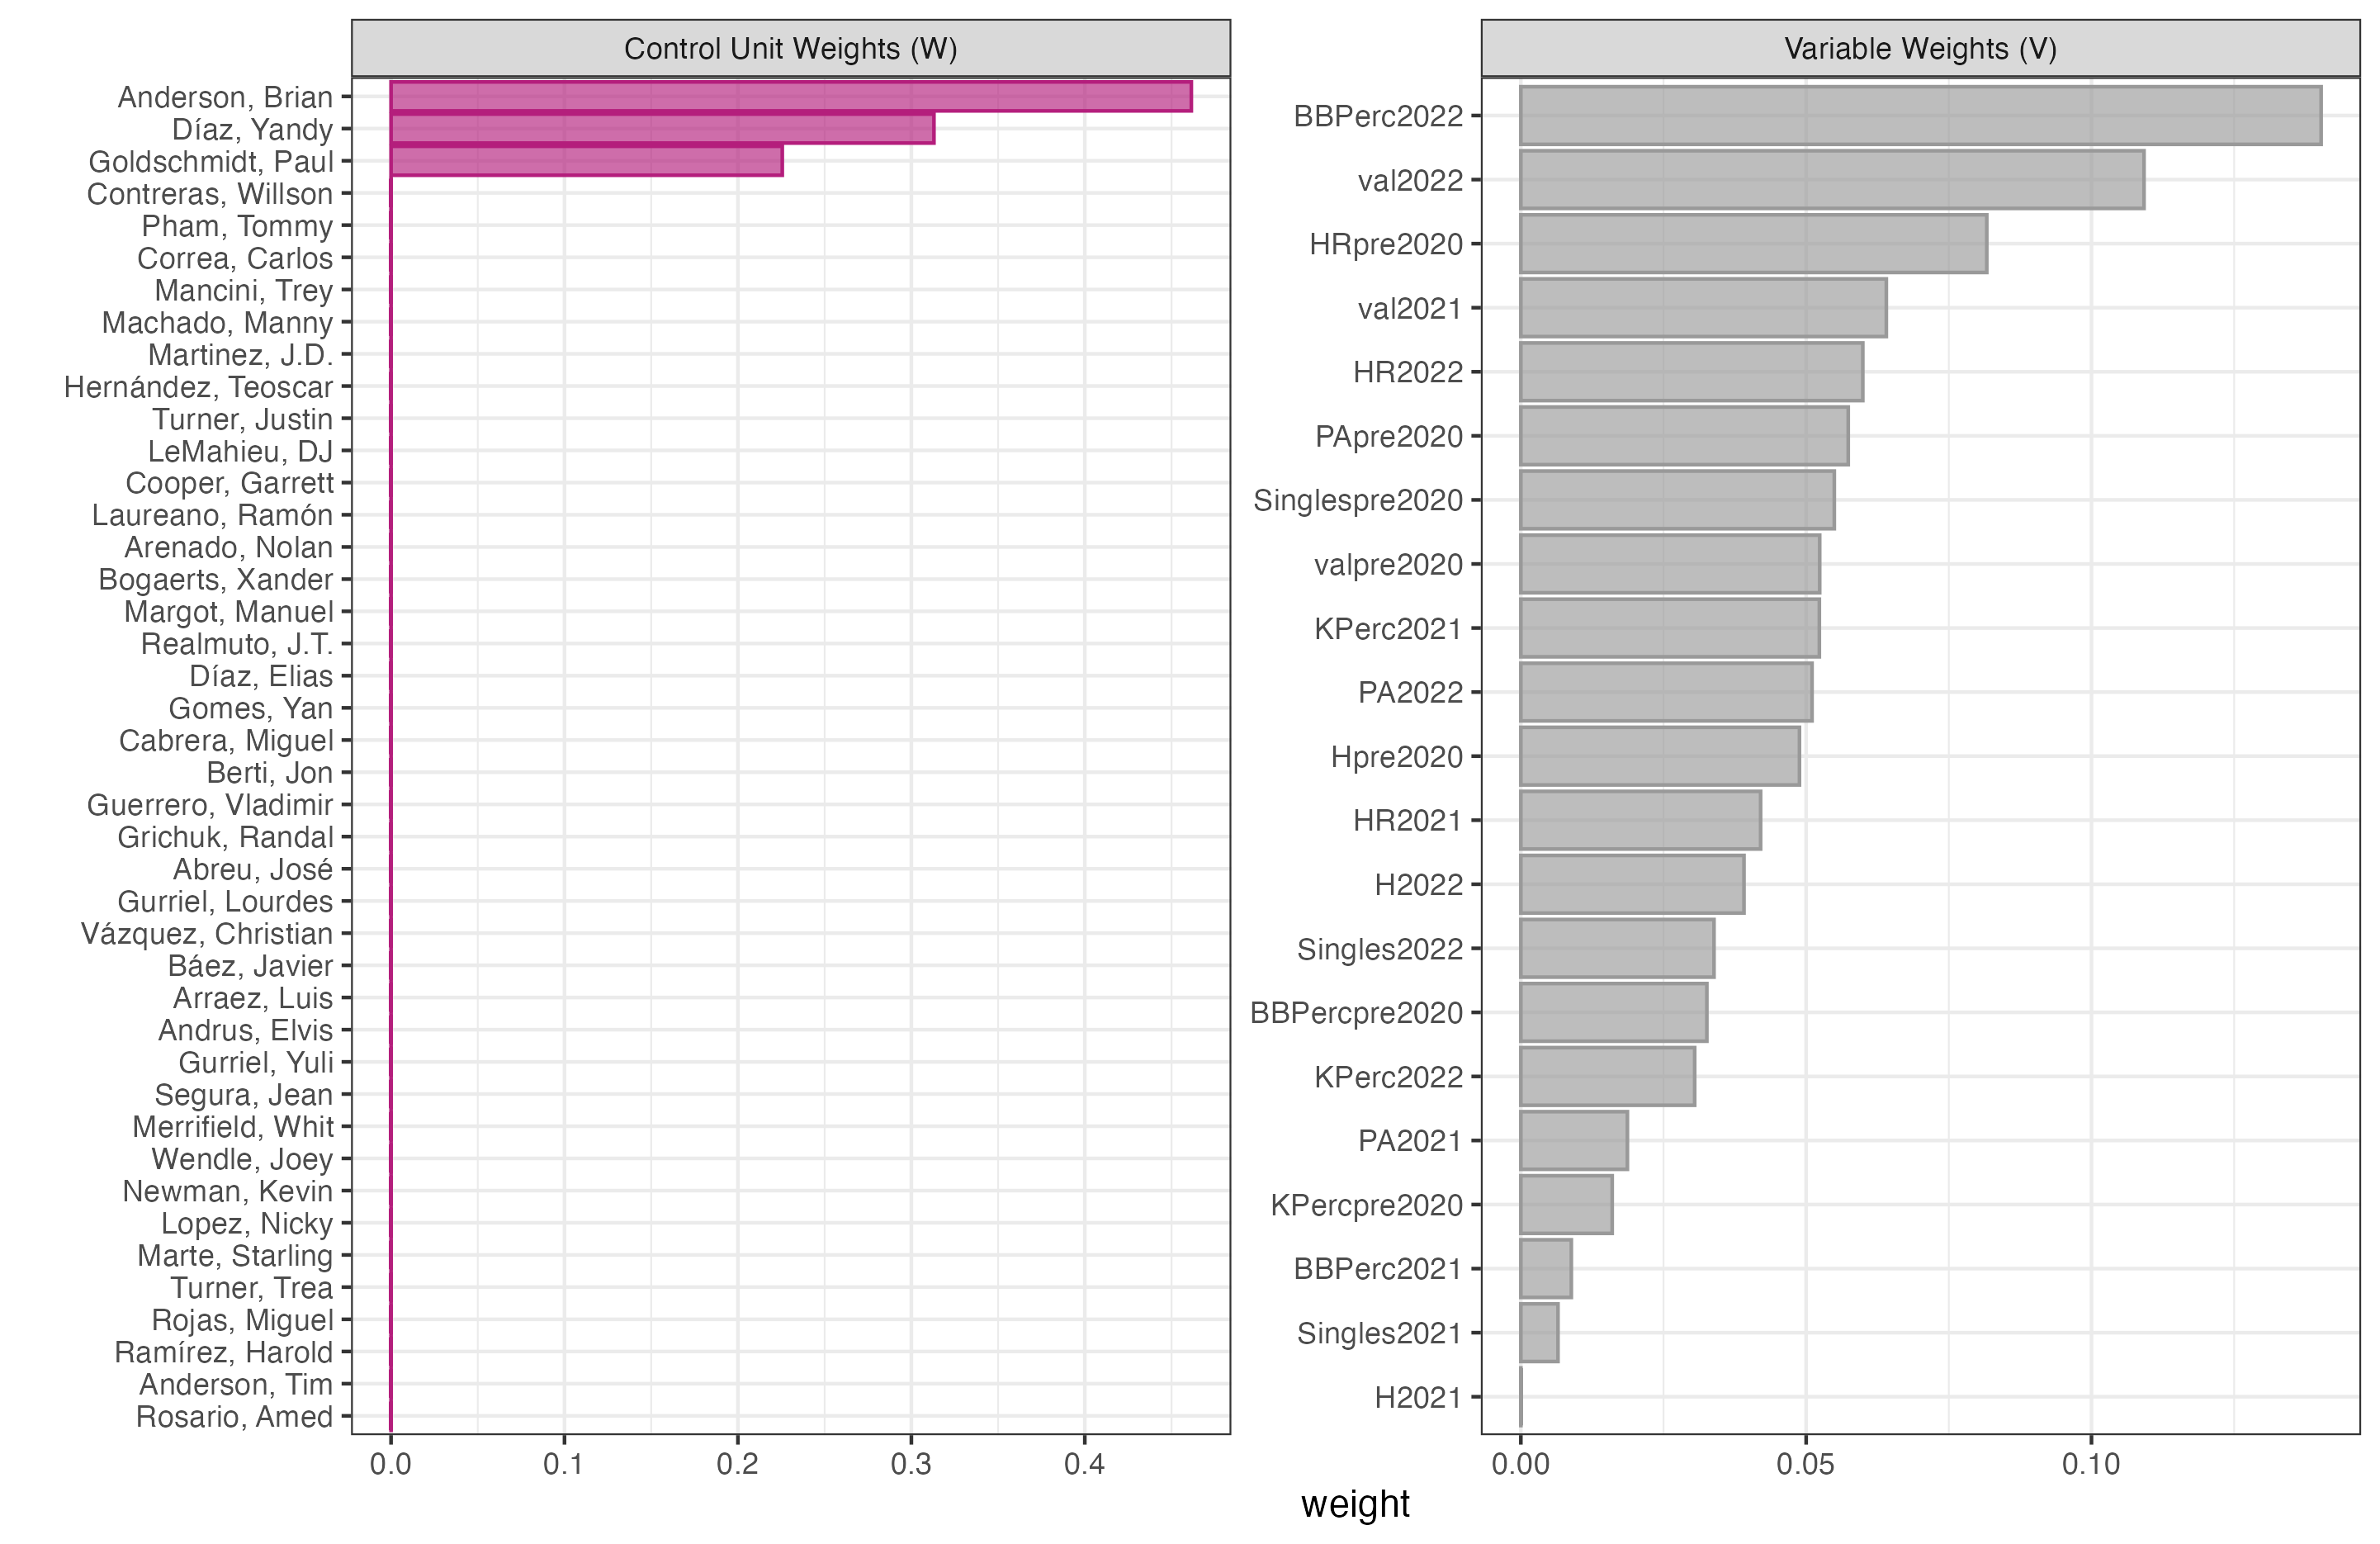 Control Unit Weights (W)
Anderson, Brian
Díaz, Yandy
Goldschmidt, Paul
Contreras, Willson
Pham, Tommy
Correa, Carlos
Mancini, Trey
Machado, Manny
Martinez, J.D.
Hernández, Teoscar
Turner, Justin
LeMahieu, DJ
Cooper, Garrett
Laureano, Ramón
Arenado, Nolan
Bogaerts, Xander
Margot, Manuel
Realmuto, J.T.
Díaz, Elias
Gomes, Yan
Cabrera, Miguel
Berti, Jon
Guerrero, Vladimir
Grichuk, Randal
Abreu, José
Gurriel, Lourdes
Vázquez, Christian
Báez, Javier
Arraez, Luis
Andrus, Elvis
Gurriel, Yuli
Segura, Jean
Merrifield, Whit
Wendle, Joey
Newman, Kevin
Lopez, Nicky
Marte, Starling
Turner, Trea
Rojas, Miguel
Ramírez, Harold
Anderson, Tim
Rosario, Amed
0.0 0.1 0.2 0.3 0.4
Variable Weights (V)
BBPerc2022
val2022
HRpre2020
val2021
HR2022
PApre2020
Singlespre2020
valpre2020
KPerc2021
PA2022
Hpre2020
HR2021
H2022
Singles2022
BBPercpre2020
KPerc2022
PA2021
KPercpre2020
BBPerc2021
Singles2021
H2021
0.00 0.05 0.10
weight